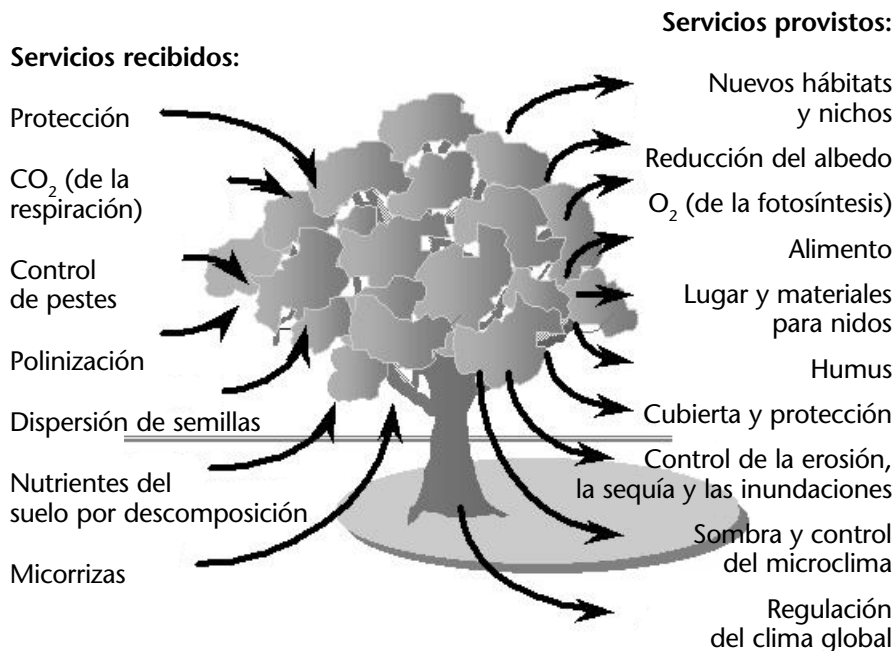 Servicios recibidos:
Protección
CO2 (de la
respiración)
Control
de pestes
Polinización
Dispersión de semillas
Nutrientes del
suelo por descomposición
Micorrizas
Servicios provistos:
Nuevos hábitats
y nichos
Reducción del albedo
O2 (de la fotosíntesis)
Alimento
Lugar y materiales
para nidos
Humus
Cubierta y protección
Control de la erosión,
la sequía y las inundaciones
Sombra y control
del microclima
Regulación
del clima global